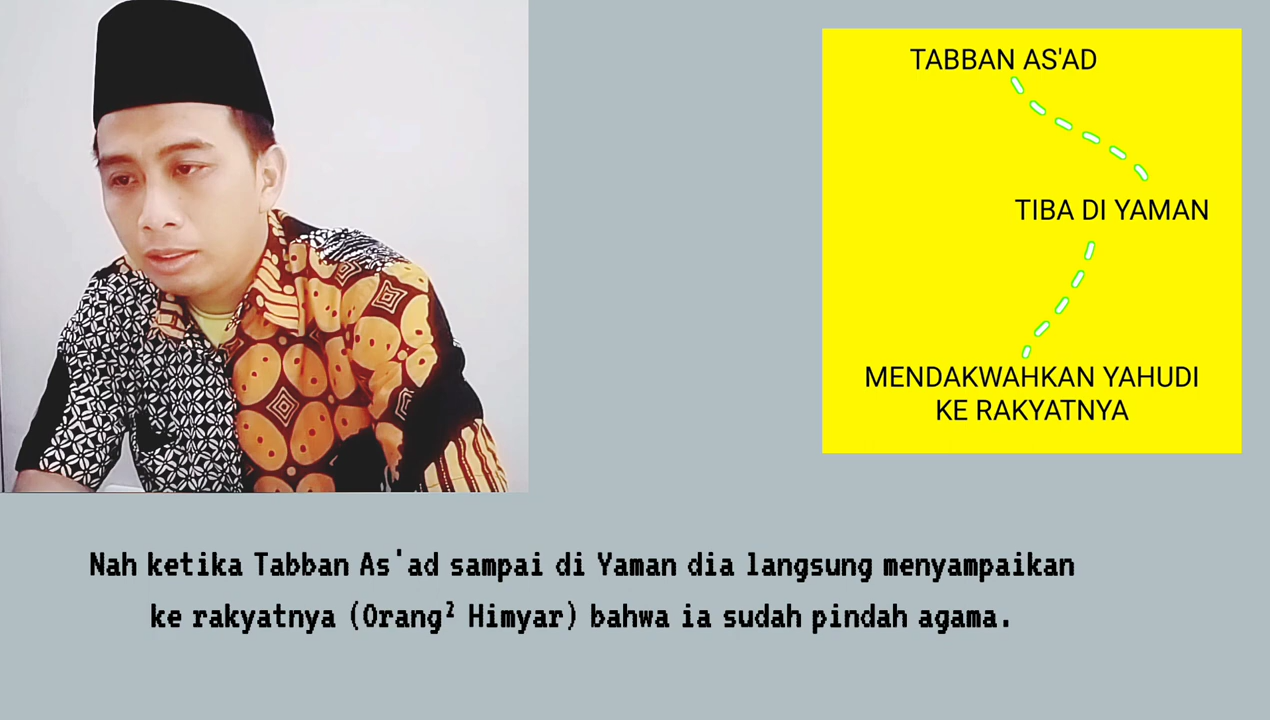 TABBAN AS'AD
TIBA DI YAMAN
MENDAKWAHKAN YAHUDI
KE RAKYATNYA
Nah ketika Tabban As'ad sampai di Yaman dia langsung menyampaikan
ke rakyatnya (Orang² Himyar) bahwa ia sudah pindah agama.